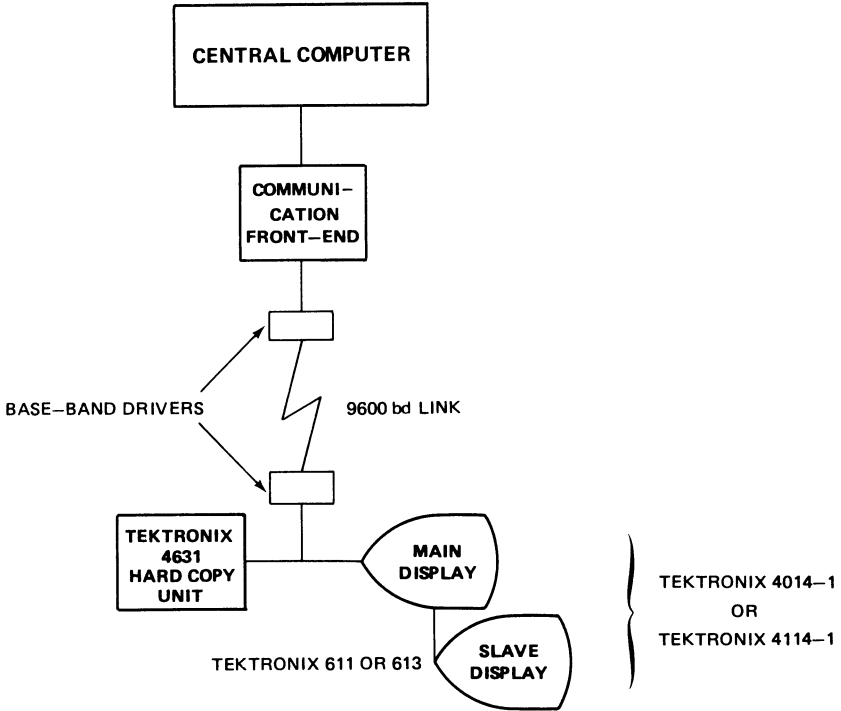 CENTRAL COMPUTER
COMMUNI–
CATION
FRONT–END
BASE–BAND DRIVERS
9600 bd LINK
TEKTRONIX
4631
HARD COPY
UNIT
MAIN
DISPLAY
TEKTRONIX 4014–1
OR
TEKTRONIX 4114–1
TEKTRONIX 611 OR 613
SLAVE
DISPLAY